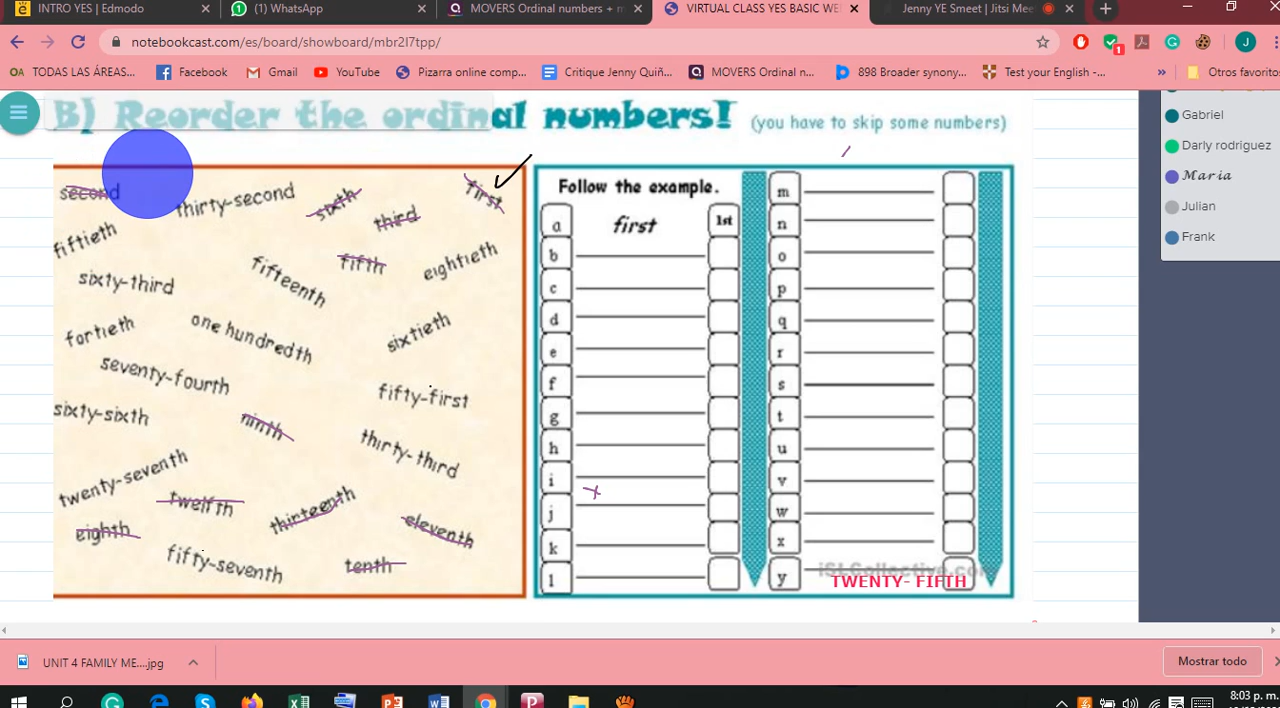 INTRO YES | Edmodo
(1) WhatsApp
MOVERS Ordinal numbers + m
VIRTUAL CLASS YES BASIC WE
Jenny YE Smeet | Jitsi Mee
notebookcast.com/es/board/showboard/mbr2l7tpp/
1
J
OA TODAS LAS ÁREAS...
Facebook
Gmail
YouTube
Pizarra online comp...
Critique Jenny Quiñ...
MOVERS Ordinal n...
898 Broader synony...
Test your English -...
»
Otros favoritos
B) Reorder the ordinal numbers!
(you have to skip some numbers)
second
thirty-second
sixth
third
first
fiftieth
fifth
eightieth
sixty-third
fifteenth
fortieth
one hundredth
sixtieth
seventy-fourth
fifty-first
sixty-sixth
ninth
thirty-third
twenty-seventh
twelfth
thirteenth
eleventh
eighth
fifty-seventh
tenth
Follow the example.
a first 1st
b
c
d
e
f
g
h
i
j
k
l
m
n
o
p
q
r
s
t
u
v
w
x
y
iSLCollective.com
TWENTY- FIFTH
Gabriel
Darly rodriguez
Maria
Julian
Frank
UNIT 4 FAMILY ME....jpg
Mostrar todo
8:03 p. m.